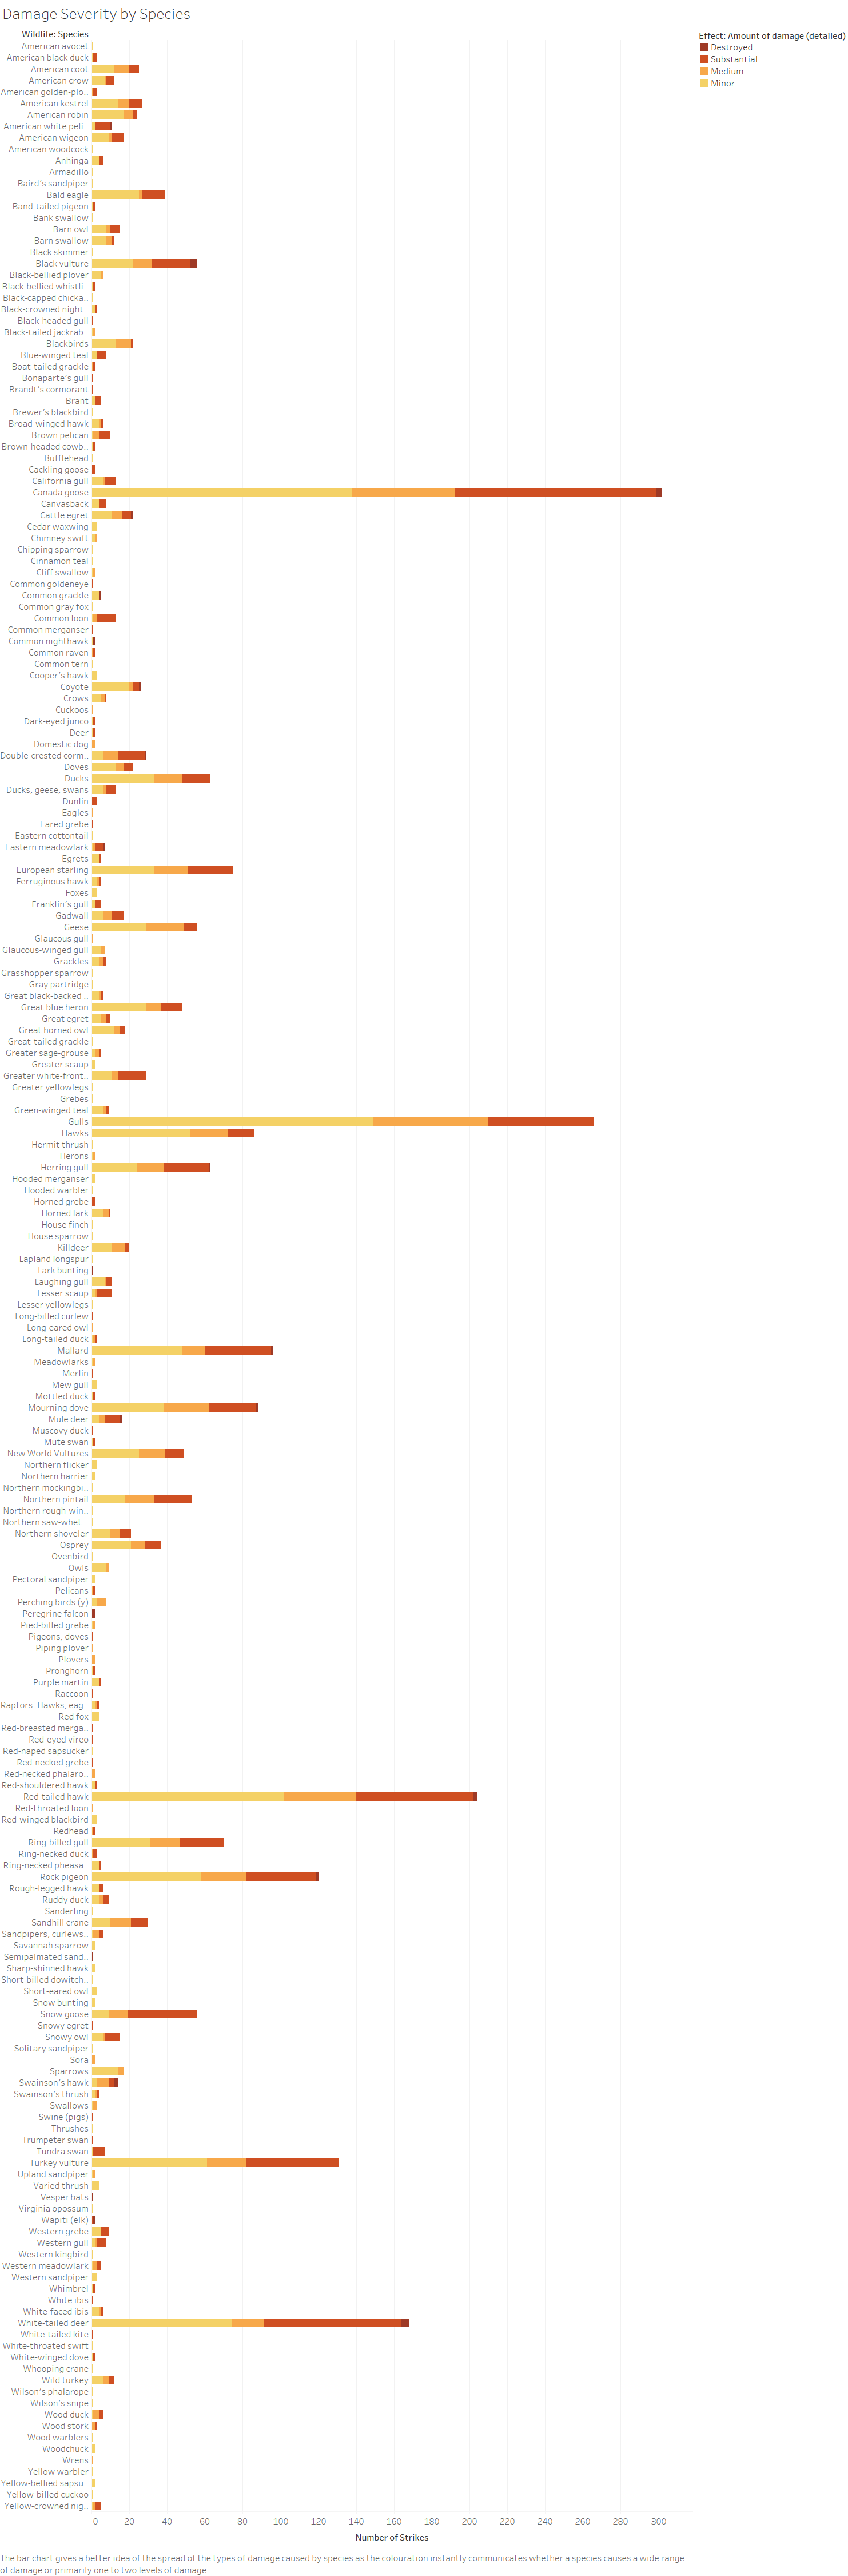 Damage Severity by Species
Wildlife: Species
American avocet
American black duck
American coot
American crow
American golden-plo..
American kestrel
American robin
American white peli..
American wigeon
American woodcock
Anhinga
Armadillo
Baird's sandpiper
Bald eagle
Band-tailed pigeon
Bank swallow
Barn owl
Barn swallow
Black skimmer
Black vulture
Black-bellied plover
Black-bellied whistli..
Black-capped chicka..
Black-crowned night..
Black-headed gull
Black-tailed jackrab..
Blackbirds
Blue-winged teal
Boat-tailed grackle
Bonaparte's gull
Brandt's cormorant
Brant
Brewer's blackbird
Broad-winged hawk
Brown pelican
Brown-headed cowb..
Bufflehead
Cackling goose
California gull
Canada goose
Canvasback
Cattle egret
Cedar waxwing
Chimney swift
Chipping sparrow
Cinnamon teal
Cliff swallow
Common goldeneye
Common grackle
Common gray fox
Common loon
Common merganser
Common nighthawk
Common raven
Common tern
Cooper's hawk
Coyote
Crows
Cuckoos
Dark-eyed junco
Deer
Domestic dog
Double-crested corm..
Doves
Ducks
Ducks, geese, swans
Dunlin
Eagles
Eared grebe
Eastern cottontail
Eastern meadowlark
Egrets
European starling
Ferruginous hawk
Foxes
Franklin's gull
Gadwall
Geese
Glaucous gull
Glaucous-winged gull
Grackles
Grasshopper sparrow
Gray partridge
Great black-backed ..
Great blue heron
Great egret
Great horned owl
Great-tailed grackle
Greater sage-grouse
Greater scaup
Greater white-front..
Greater yellowlegs
Grebes
Green-winged teal
Gulls
Hawks
Hermit thrush
Herons
Herring gull
Hooded merganser
Hooded warbler
Horned grebe
Horned lark
House finch
House sparrow
Killdeer
Lapland longspur
Lark bunting
Laughing gull
Lesser scaup
Lesser yellowlegs
Long-billed curlew
Long-eared owl
Long-tailed duck
Mallard
Meadowlarks
Merlin
Mew gull
Mottled duck
Mourning dove
Mule deer
Muscovy duck
Mute swan
New World Vultures
Northern flicker
Northern harrier
Northern mockingbi..
Northern pintail
Northern rough-win..
Northern saw-whet ..
Northern shoveler
Osprey
Ovenbird
Owls
Pectoral sandpiper
Pelicans
Perching birds (y)
Peregrine falcon
Pied-billed grebe
Pigeons, doves
Piping plover
Plovers
Pronghorn
Purple martin
Raccoon
Raptors: Hawks, eag..
Red fox
Red-breasted merga..
Red-eyed vireo
Red-naped sapsucker
Red-necked grebe
Red-necked phalaro..
Red-shouldered hawk
Red-tailed hawk
Red-throated loon
Red-winged blackbird
Redhead
Ring-billed gull
Ring-necked duck
Ring-necked pheasa..
Rock pigeon
Rough-legged hawk
Ruddy duck
Sanderling
Sandhill crane
Sandpipers, curlews..
Savannah sparrow
Semipalmated sand..
Sharp-shinned hawk
Short-billed dowitch..
Short-eared owl
Snow bunting
Snow goose
Snowy egret
Snowy owl
Solitary sandpiper
Sora
Sparrows
Swainson's hawk
Swainson's thrush
Swallows
Swine (pigs)
Thrushes
Trumpeter swan
Tundra swan
Turkey vulture
Upland sandpiper
Varied thrush
Vesper bats
Virginia opossum
Wapiti (elk)
Western grebe
Western gull
Western kingbird
Western meadowlark
Western sandpiper
Whimbrel
White ibis
White-faced ibis
White-tailed deer
White-tailed kite
White-throated swift
White-winged dove
Whooping crane
Wild turkey
Wilson's phalarope
Wilson's snipe
Wood duck
Wood stork
Wood warblers
Woodchuck
Wrens
Yellow warbler
Yellow-bellied sapsu..
Yellow-billed cuckoo
Yellow-crowned nig..
0 20 40 60 80 100 120 140 160 180 200 220 240 260 280 300
Number of Strikes
Effect: Amount of damage (detailed)
Destroyed
Substantial
Medium
Minor
The bar chart gives a better idea of the spread of the types of damage caused by species as the colouration instantly communicates whether a species causes a wide range
of damage or primarily one to two levels of damage.